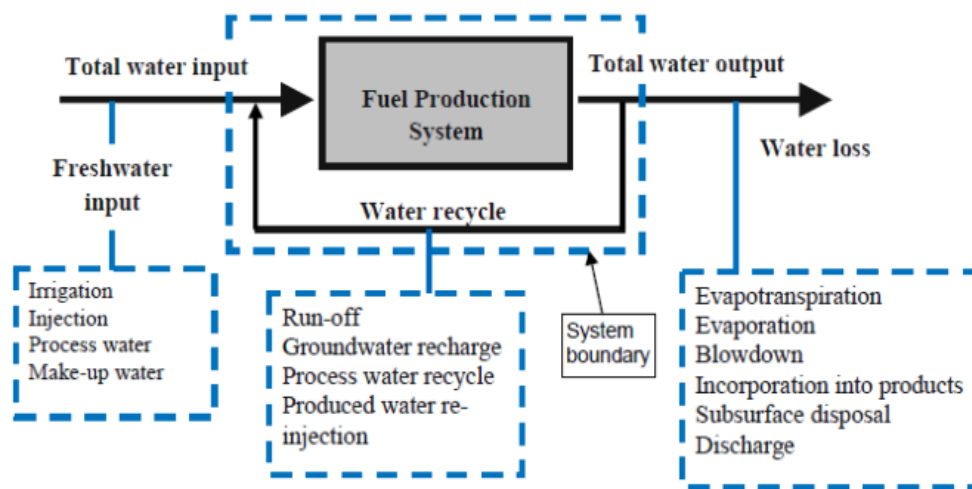 Total water input
Fuel Production
System
Total water output
Freshwater
input
Water recycle
Water loss
Irrigation
Injection
Process water
Make-up water
Run-off
Groundwater recharge
Process water recycle
Produced water re-
injection
System
boundary
Evapotranspiration
Evaporation
Blowdown
Incorporation into products
Subsurface disposal
Discharge